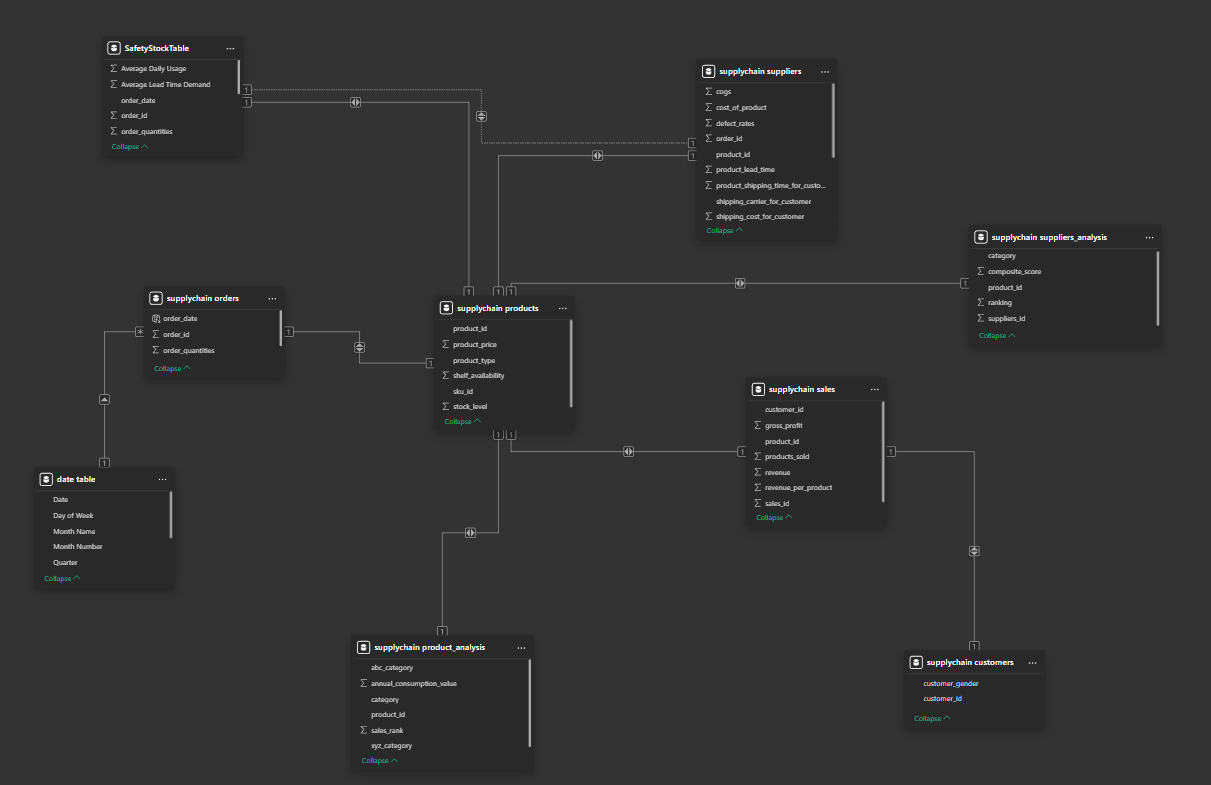 SafetyStockTable
Average Daily Usage
Average Lead Time Demand
order_date
order_id
order_quantities
Collapse
supplychain suppliers
cogs
cost_of_product
defect_rates
order_id
product_id
product_lead_time
product_shipping_time_for_custo...
shipping_carrier_for_customer
shipping_cost_for_customer
Collapse
supplychain suppliers_analysis
category
composite_score
product_id
ranking
suppliers_id
Collapse
supplychain orders
order_date
order_id
order_quantities
Collapse
supplychain products
product_id
product_price
product_type
shelf_availability
sku_id
stock_level
Collapse
supplychain sales
customer_id
gross_profit
product_id
products_sold
revenue
revenue_per_product
sales_id
Collapse
date table
Date
Day of Week
Month Name
Month Number
Quarter
Collapse
supplychain product_analysis
abc_category
annual_consumption_value
category
product_id
sales_rank
xyz_category
Collapse
supplychain customers
customer_gender
customer_id
Collapse
1
1
1
1
1
1
1
1
1
1
*
1
1
1
1
1
1
1